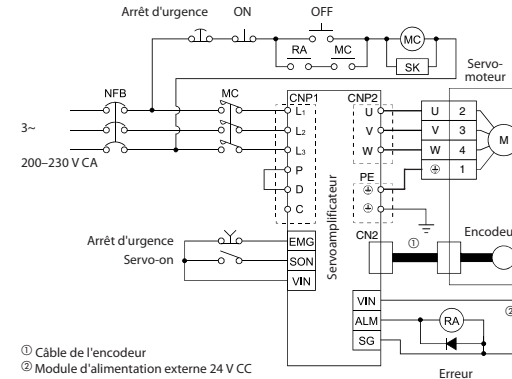 Arrêt d'urgence ON OFF
RA MC
MC
SK
NFB MC CNP1 CNP2
Servo-
moteur
3~
200–230 V CA
L1
L2
L3
P
D
C
U
V
W
PE
U 2
V 3
W 4
1
M
Servoamplificateur
Arrêt d'urgence
Servo-on
EMG
SON
VIN
CN2
①
Encodeu
VIN
ALM
SG
RA
②
Erreur
① Câble de l'encodeur
② Module d'alimentation externe 24 V CC